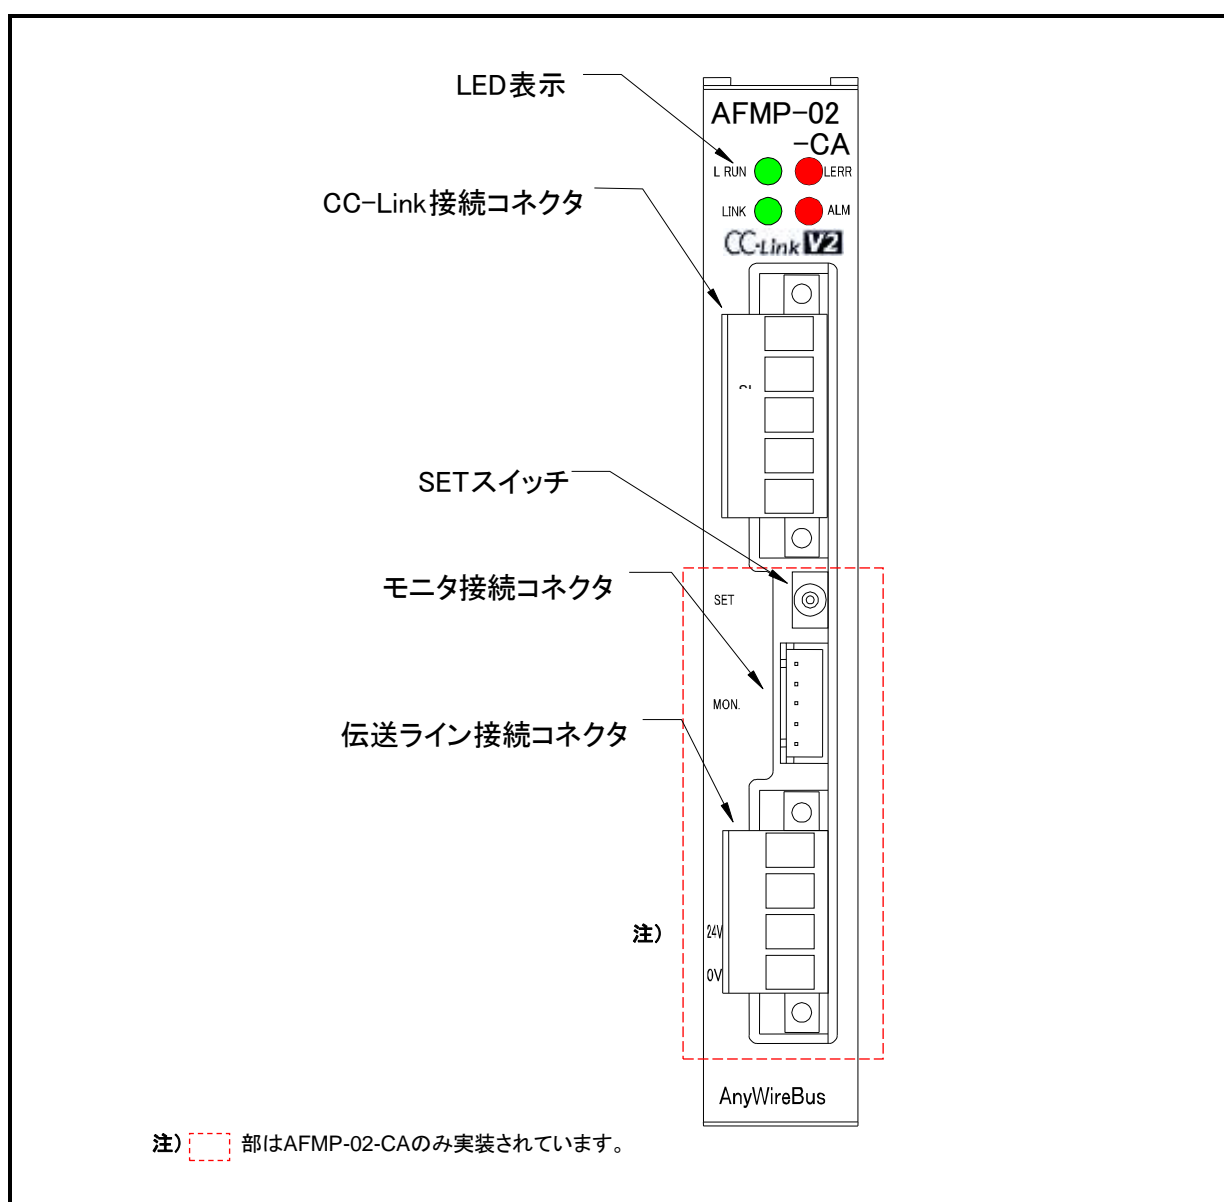 LED表示
AFMP-02
-CA
L RUN
LERR
LINK
ALM
CC-Link接続コネクタ
CC-Link V2
SETスイッチ
モニタ接続コネクタ
SET
MON.
伝送ライン接続コネクタ
注)
24V
0V
AnyWireBus
注) 部はAFMP-02-CAのみ実装されています。